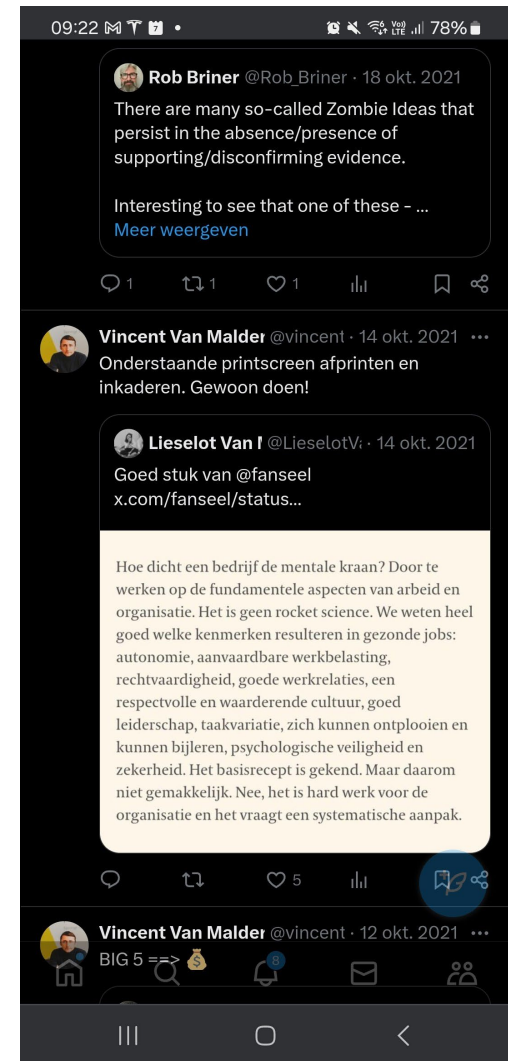 09:22
7
Vo))
LTE
78%
Rob Briner @Rob_Briner · 18 okt. 2021
There are many so-called Zombie Ideas that
persist in the absence/presence of
supporting/disconfirming evidence.
Interesting to see that one of these - ...
Meer weergeven
1
1
1
Vincent Van Malder @vincent · 14 okt. 2021
Onderstaande printscreen afprinten en
inkaderen. Gewoon doen!
Lieselot Van @LieselotV · 14 okt. 2021
Goed stuk van @fanseel
x.com/fanseel/status...
Hoe dicht een bedrijf de mentale kraan? Door te
werken op de fundamentele aspecten van arbeid en
organisatie. Het is geen rocket science. We weten heel
goed welke kenmerken resulteren in gezonde jobs:
autonomie, aanvaardbare werkbelasting,
rechtvaardigheid, goede werkrelaties, een
respectvolle en waarderende cultuur, goed
leiderschap, taakvariatie, zich kunnen ontplooien en
kunnen bijleren, psychologische veiligheid en
zekerheid. Het basisrecept is gekend. Maar daarom
niet gemakkelijk. Nee, het is hard werk voor de
organisatie en het vraagt een systematische aanpak.
5
Vincent Van Malder @vincent · 12 okt. 2021
BIG 5 ==> 💰
8